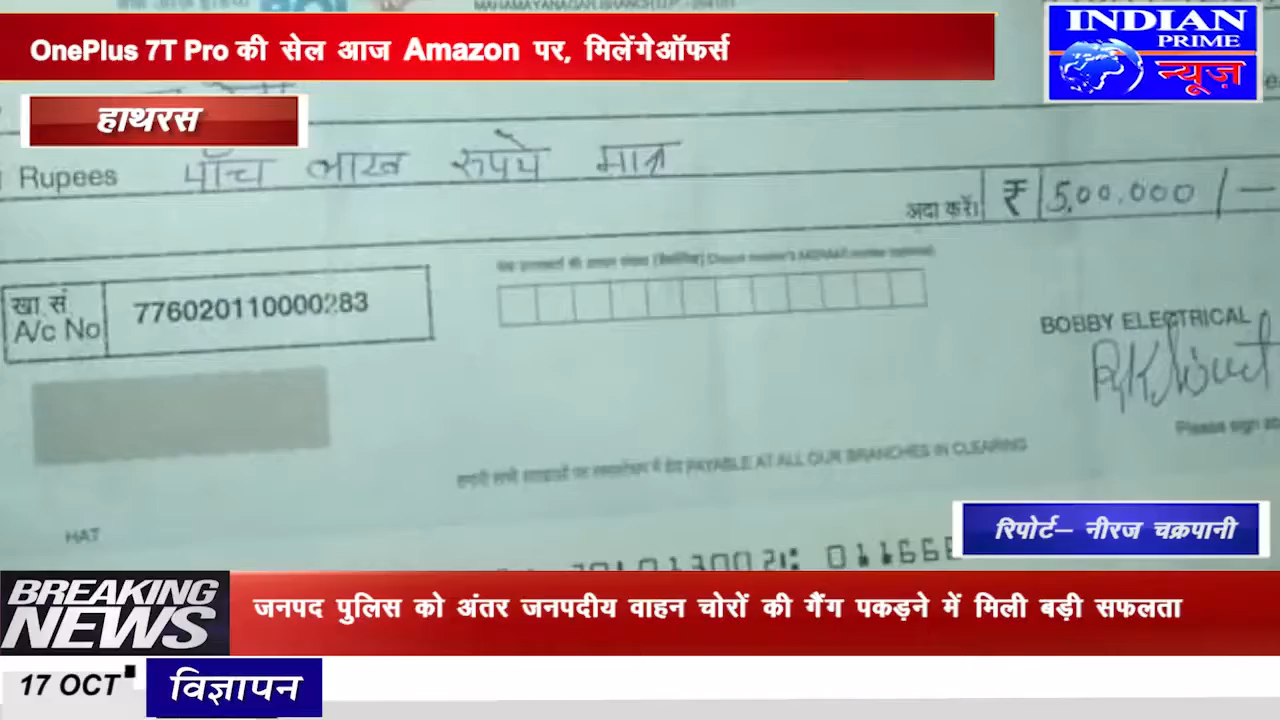 OnePlus 7T Pro की सेल आज Amazon पर, मिलेंगेऑफर्स
INDIAN
PRIME
न्यूज़
हाथरस
Rupees पाँच लाख रुपये मात्र
अदा करें। ₹ 5,00,000/-
खा सं.
A/c No 776020110000283
BOBBY ELECTRICAL
Please sign
PAYABLE AT ALL OUR BRANCHES IN CLEARING
HAT
रिपोर्ट– नीरज चक्रपानी
BREAKING
NEWS
जनपद पुलिस को अंतर जनपदीय वाहन चोरों की गैंग पकड़ने में मिली बड़ी सफलता
17 OCT
विज्ञापन